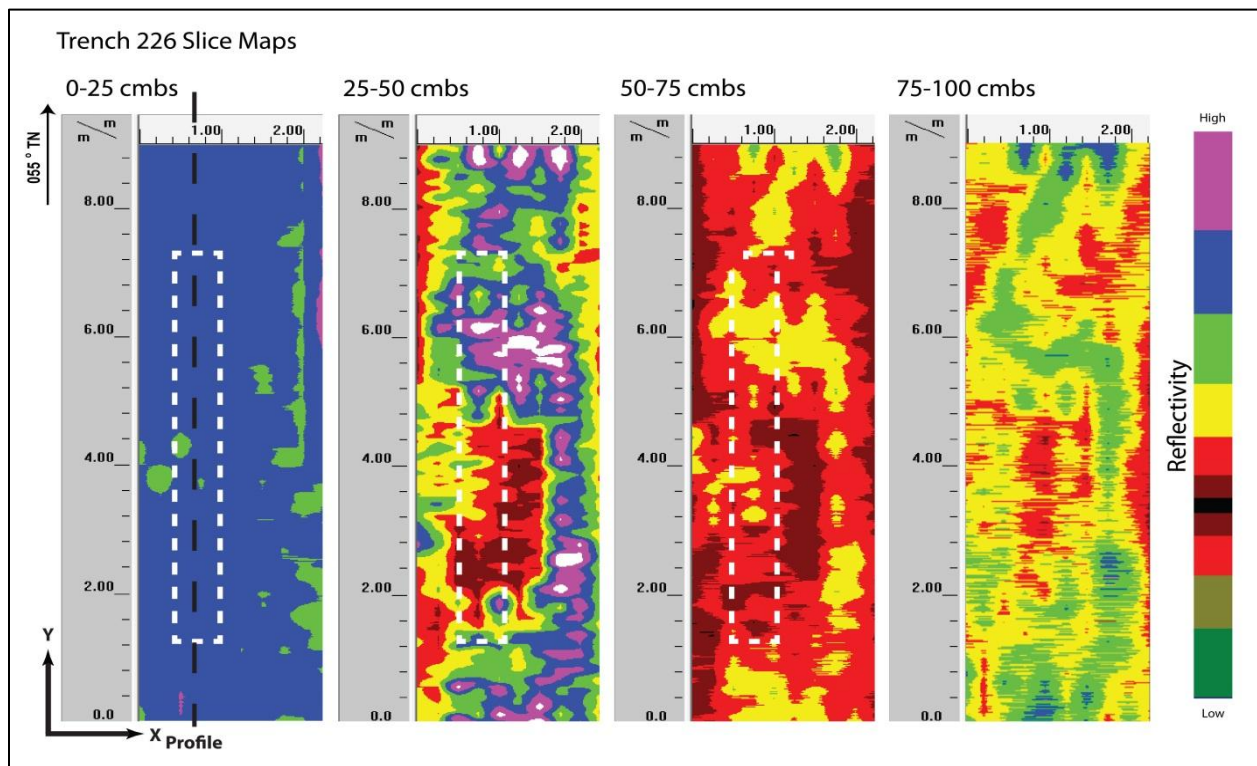 Trench 226 Slice Maps
0-25 cmbs
25-50 cmbs
50-75 cmbs
75-100 cmbs
055° TN
m
m
1.00
2.00
8.00
6.00
4.00
2.00
0.0
m
m
1.00
2.00
8.00
6.00
4.00
2.00
0.0
m
m
1.00
2.00
8.00
6.00
4.00
2.00
0.0
m
m
1.00
2.00
8.00
6.00
4.00
2.00
0.0
High
Reflectivity
Low
Y
X
Profile